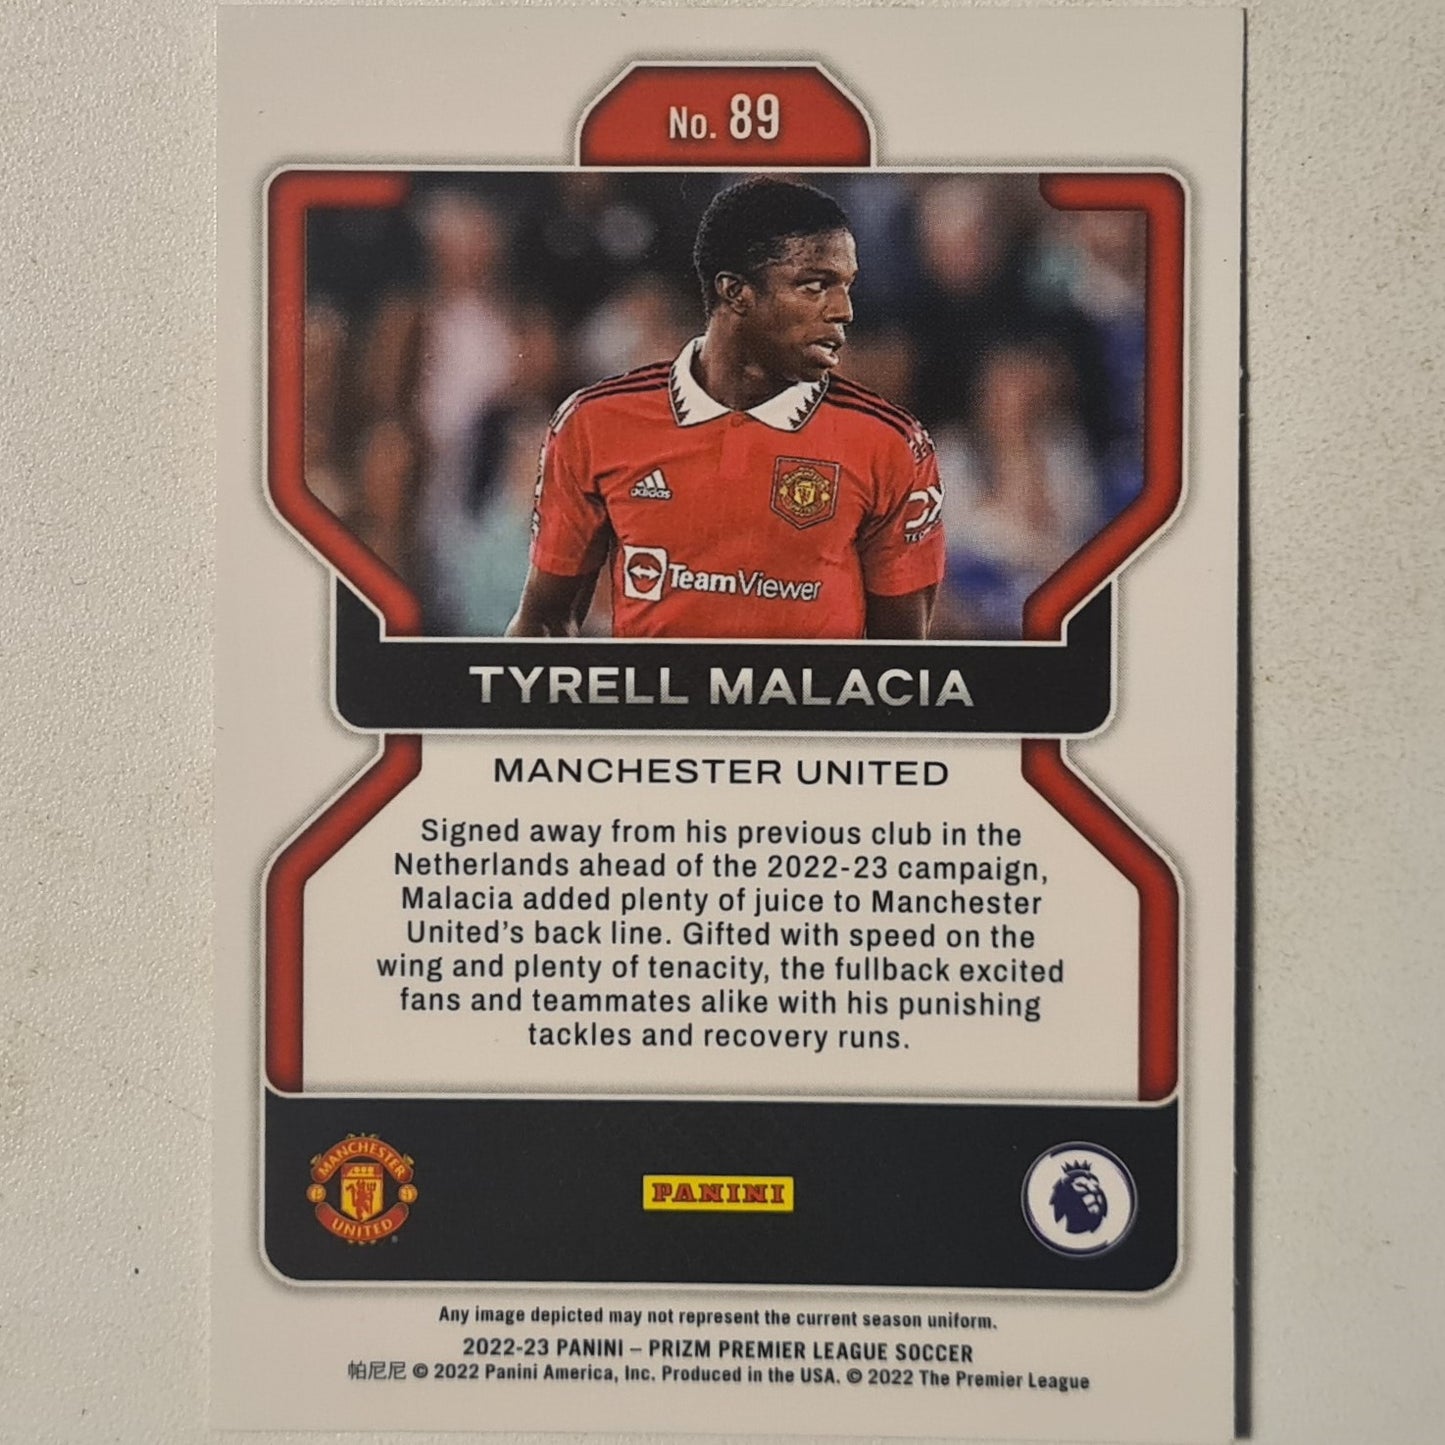 No. 89
adidas
TeamViewer
TYRELL MALACIA
MANCHESTER UNITED
Signed away from his previous club in the
Netherlands ahead of the 2022-23 campaign,
Malacia added plenty of juice to Manchester
United's back line. Gifted with speed on the
wing and plenty of tenacity, the fullback excited
fans and teammates alike with his punishing
tackles and recovery runs.
MANCHESTER
UNITED
PANINI
Any image depicted may not represent the current season uniform.
2022-23 PANINI – PRIZM PREMIER LEAGUE SOCCER
帕尼尼 © 2022 Panini America, Inc. Produced in the USA. © 2022 The Premier League